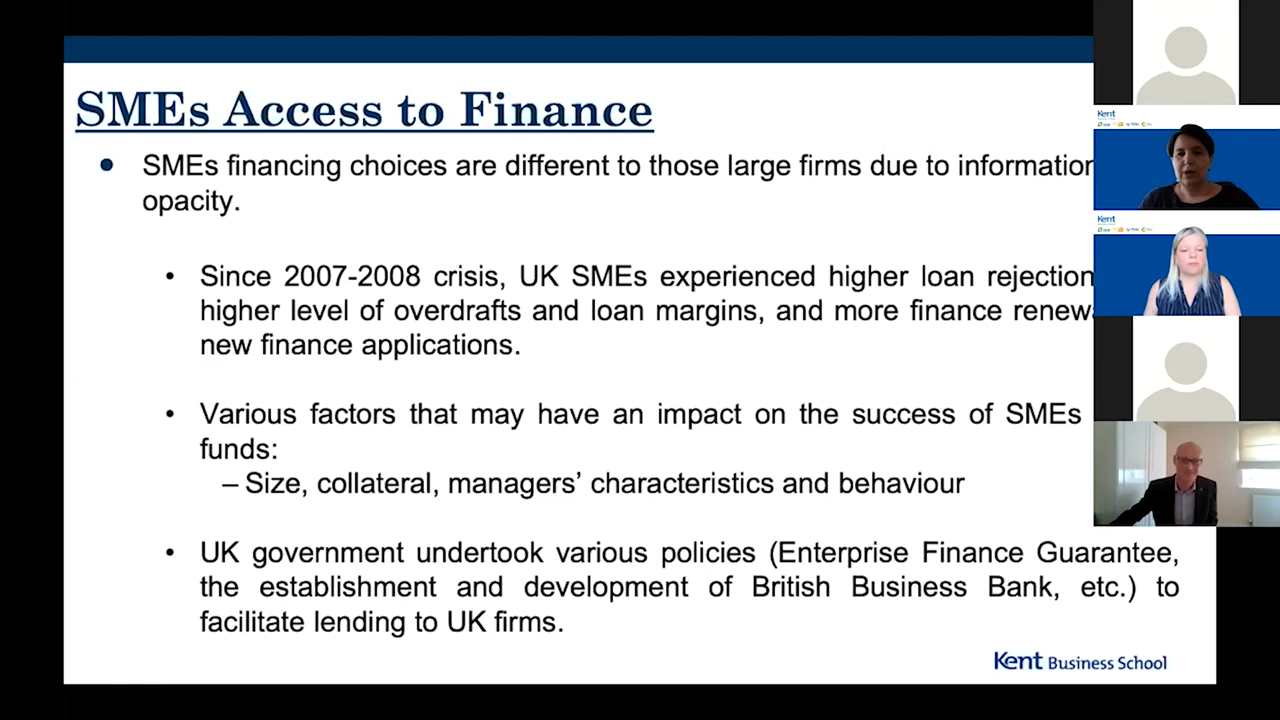 SMEs Access to Finance
• SMEs financing choices are different to those large firms due to information
opacity.
• Since 2007-2008 crisis, UK SMEs experienced higher loan rejection
higher level of overdrafts and loan margins, and more finance
new finance applications.
• Various factors that may have an impact on the success of SMEs
funds:
– Size, collateral, managers’ characteristics and behaviour
• UK government undertook various policies (Enterprise Finance Guarantee,
the establishment and development of British Business Bank, etc.) to
facilitate lending to UK firms.
Kent Business School
Kent
Kent